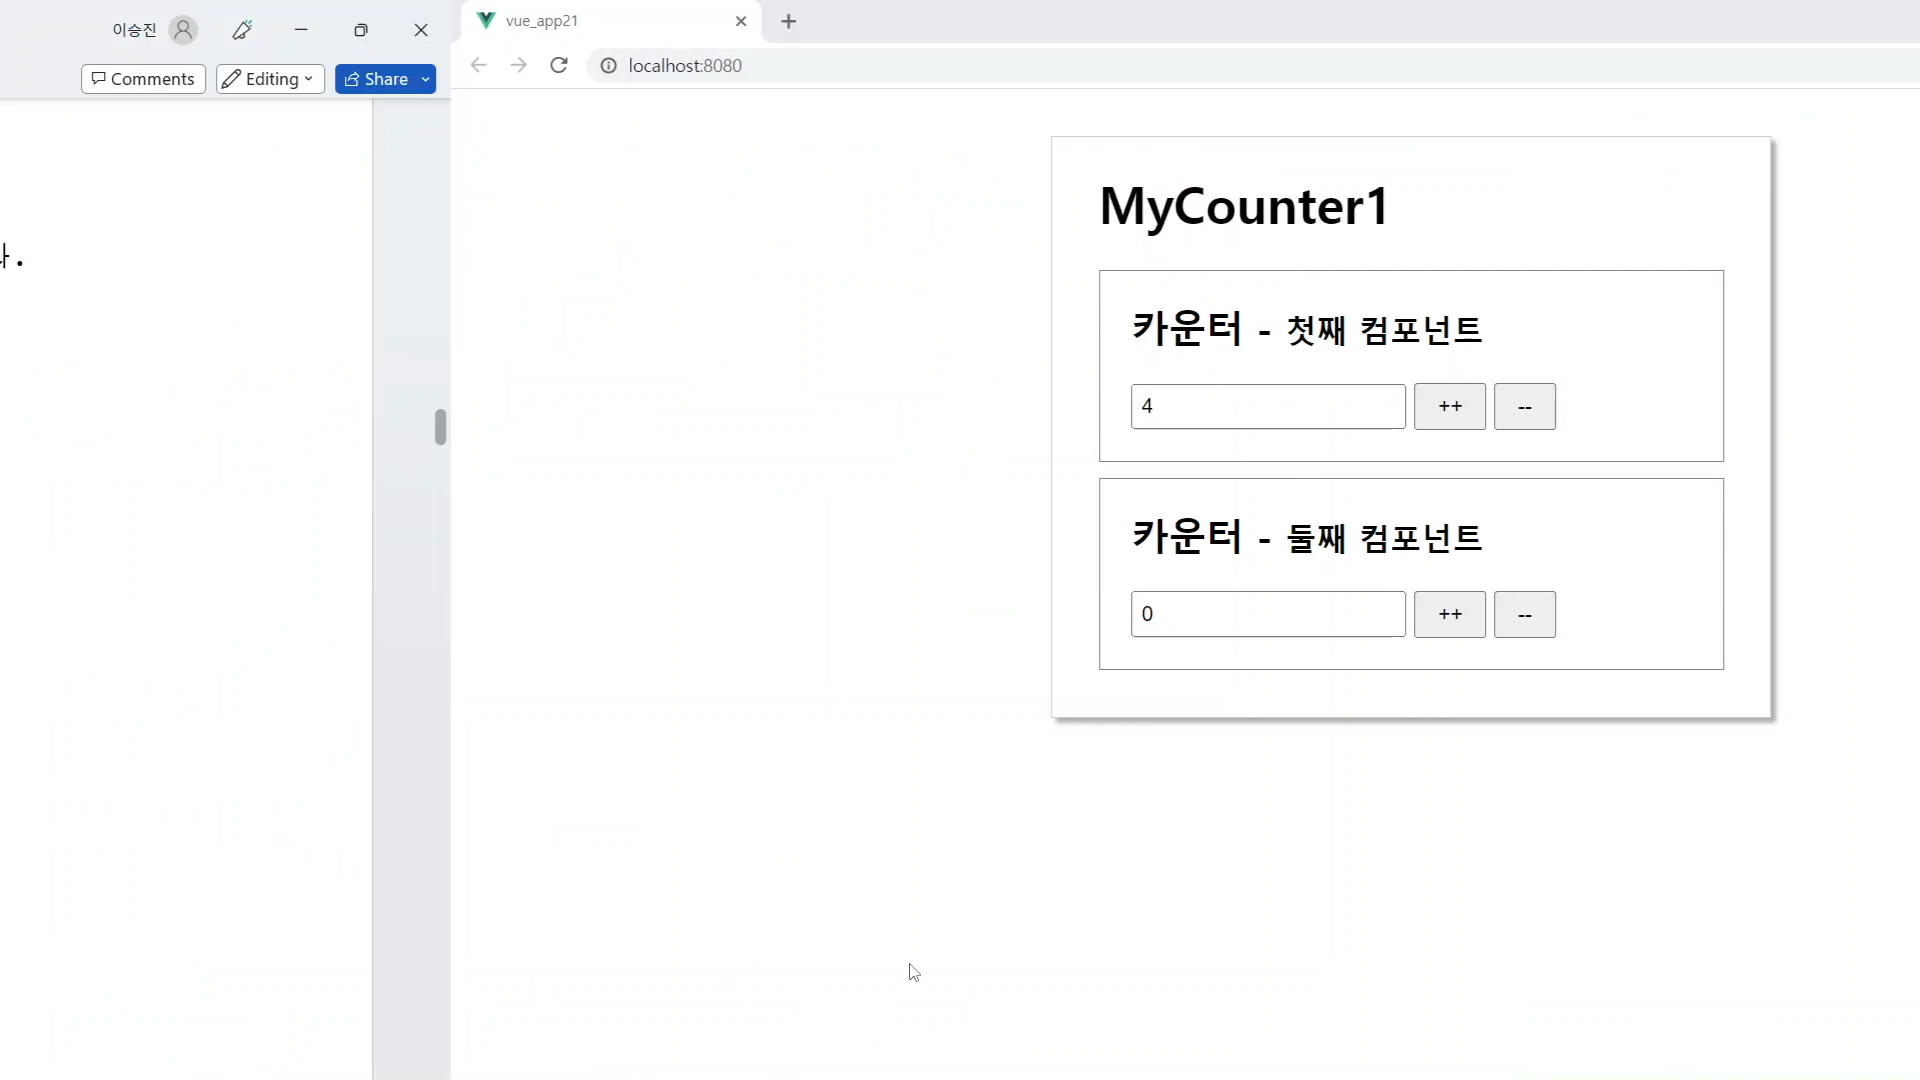 이승진
Comments
Editing
Share
.
vue_app21
localhost:8080
MyCounter1
카운터 - 첫째 컴포넌트
4
++
--
카운터 - 둘째 컴포넌트
0
++
--